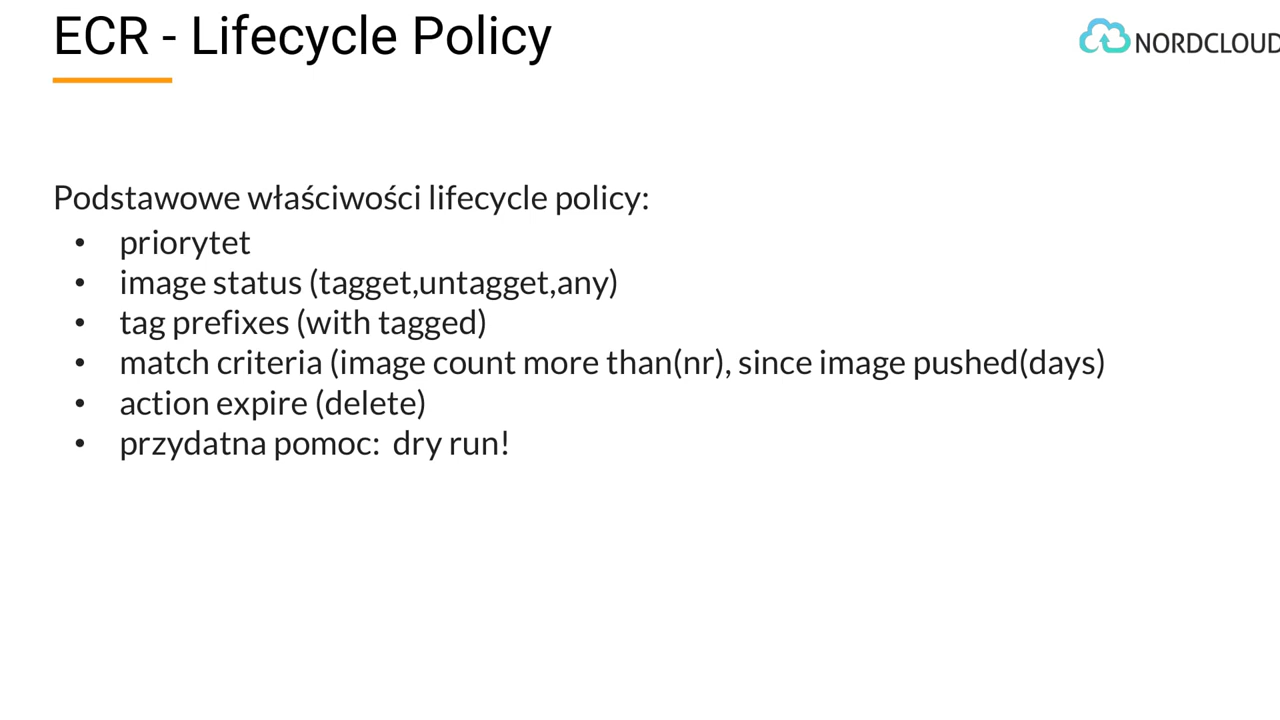 ECR - Lifecycle Policy
NORDCLOUD
Podstawowe właściwości lifecycle policy:
• priorytet
• image status (tagget,untagget,any)
• tag prefixes (with tagged)
• match criteria (image count more than(nr), since image pushed(days)
• action expire (delete)
• przydatna pomoc: dry run!